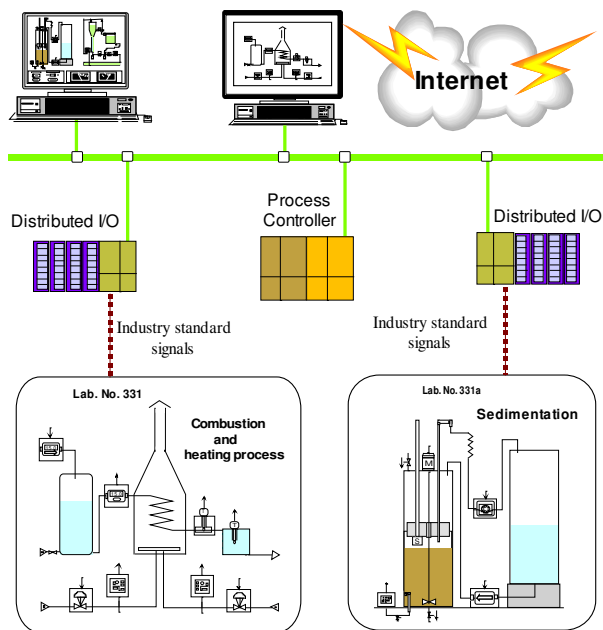 Internet
Distributed I/O
Process
Controller
Distributed I/O
Industry standard
signals
Industry standard
signals
Lab. No. 331
Combustion
and
heating process
Lab. No. 331a
Sedimentation
M
S
T
T